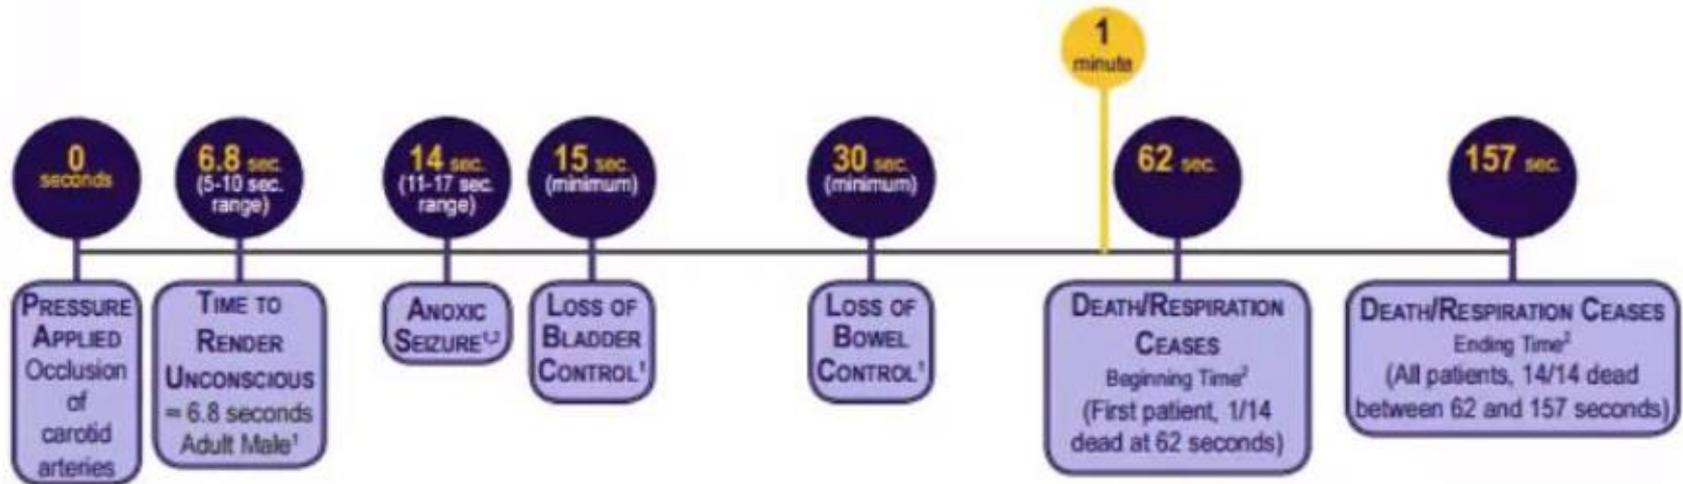 1
minute
0
seconds
6.8 sec.
(5-10 sec.
range)
14 sec.
(11-17 sec.
range)
15 sec.
(minimum)
30 sec.
(minimum)
62 sec.
157 sec.
PRESSURE
APPLIED
Occlusion
of
carotid
arteries
TIME TO
RENDER
UNCONSCIOUS
= 6.8 seconds
Adult Male¹
ANOXIC
SEIZURE¹,²
LOSS OF
BLADDER
CONTROL¹
LOSS OF
BOWEL
CONTROL¹
DEATH/RESPIRATION
CEASES
Beginning Time²
(First patient, 1/14
dead at 62 seconds)
DEATH/RESPIRATION CEASES
Ending Time²
(All patients, 14/14 dead
between 62 and 157 seconds)